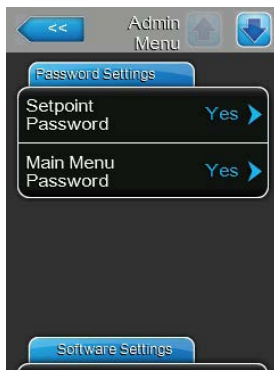 <<
Admin
Menu
Password Settings
Setpoint
Password
Yes
Main Menu
Password
Yes
Software Settings